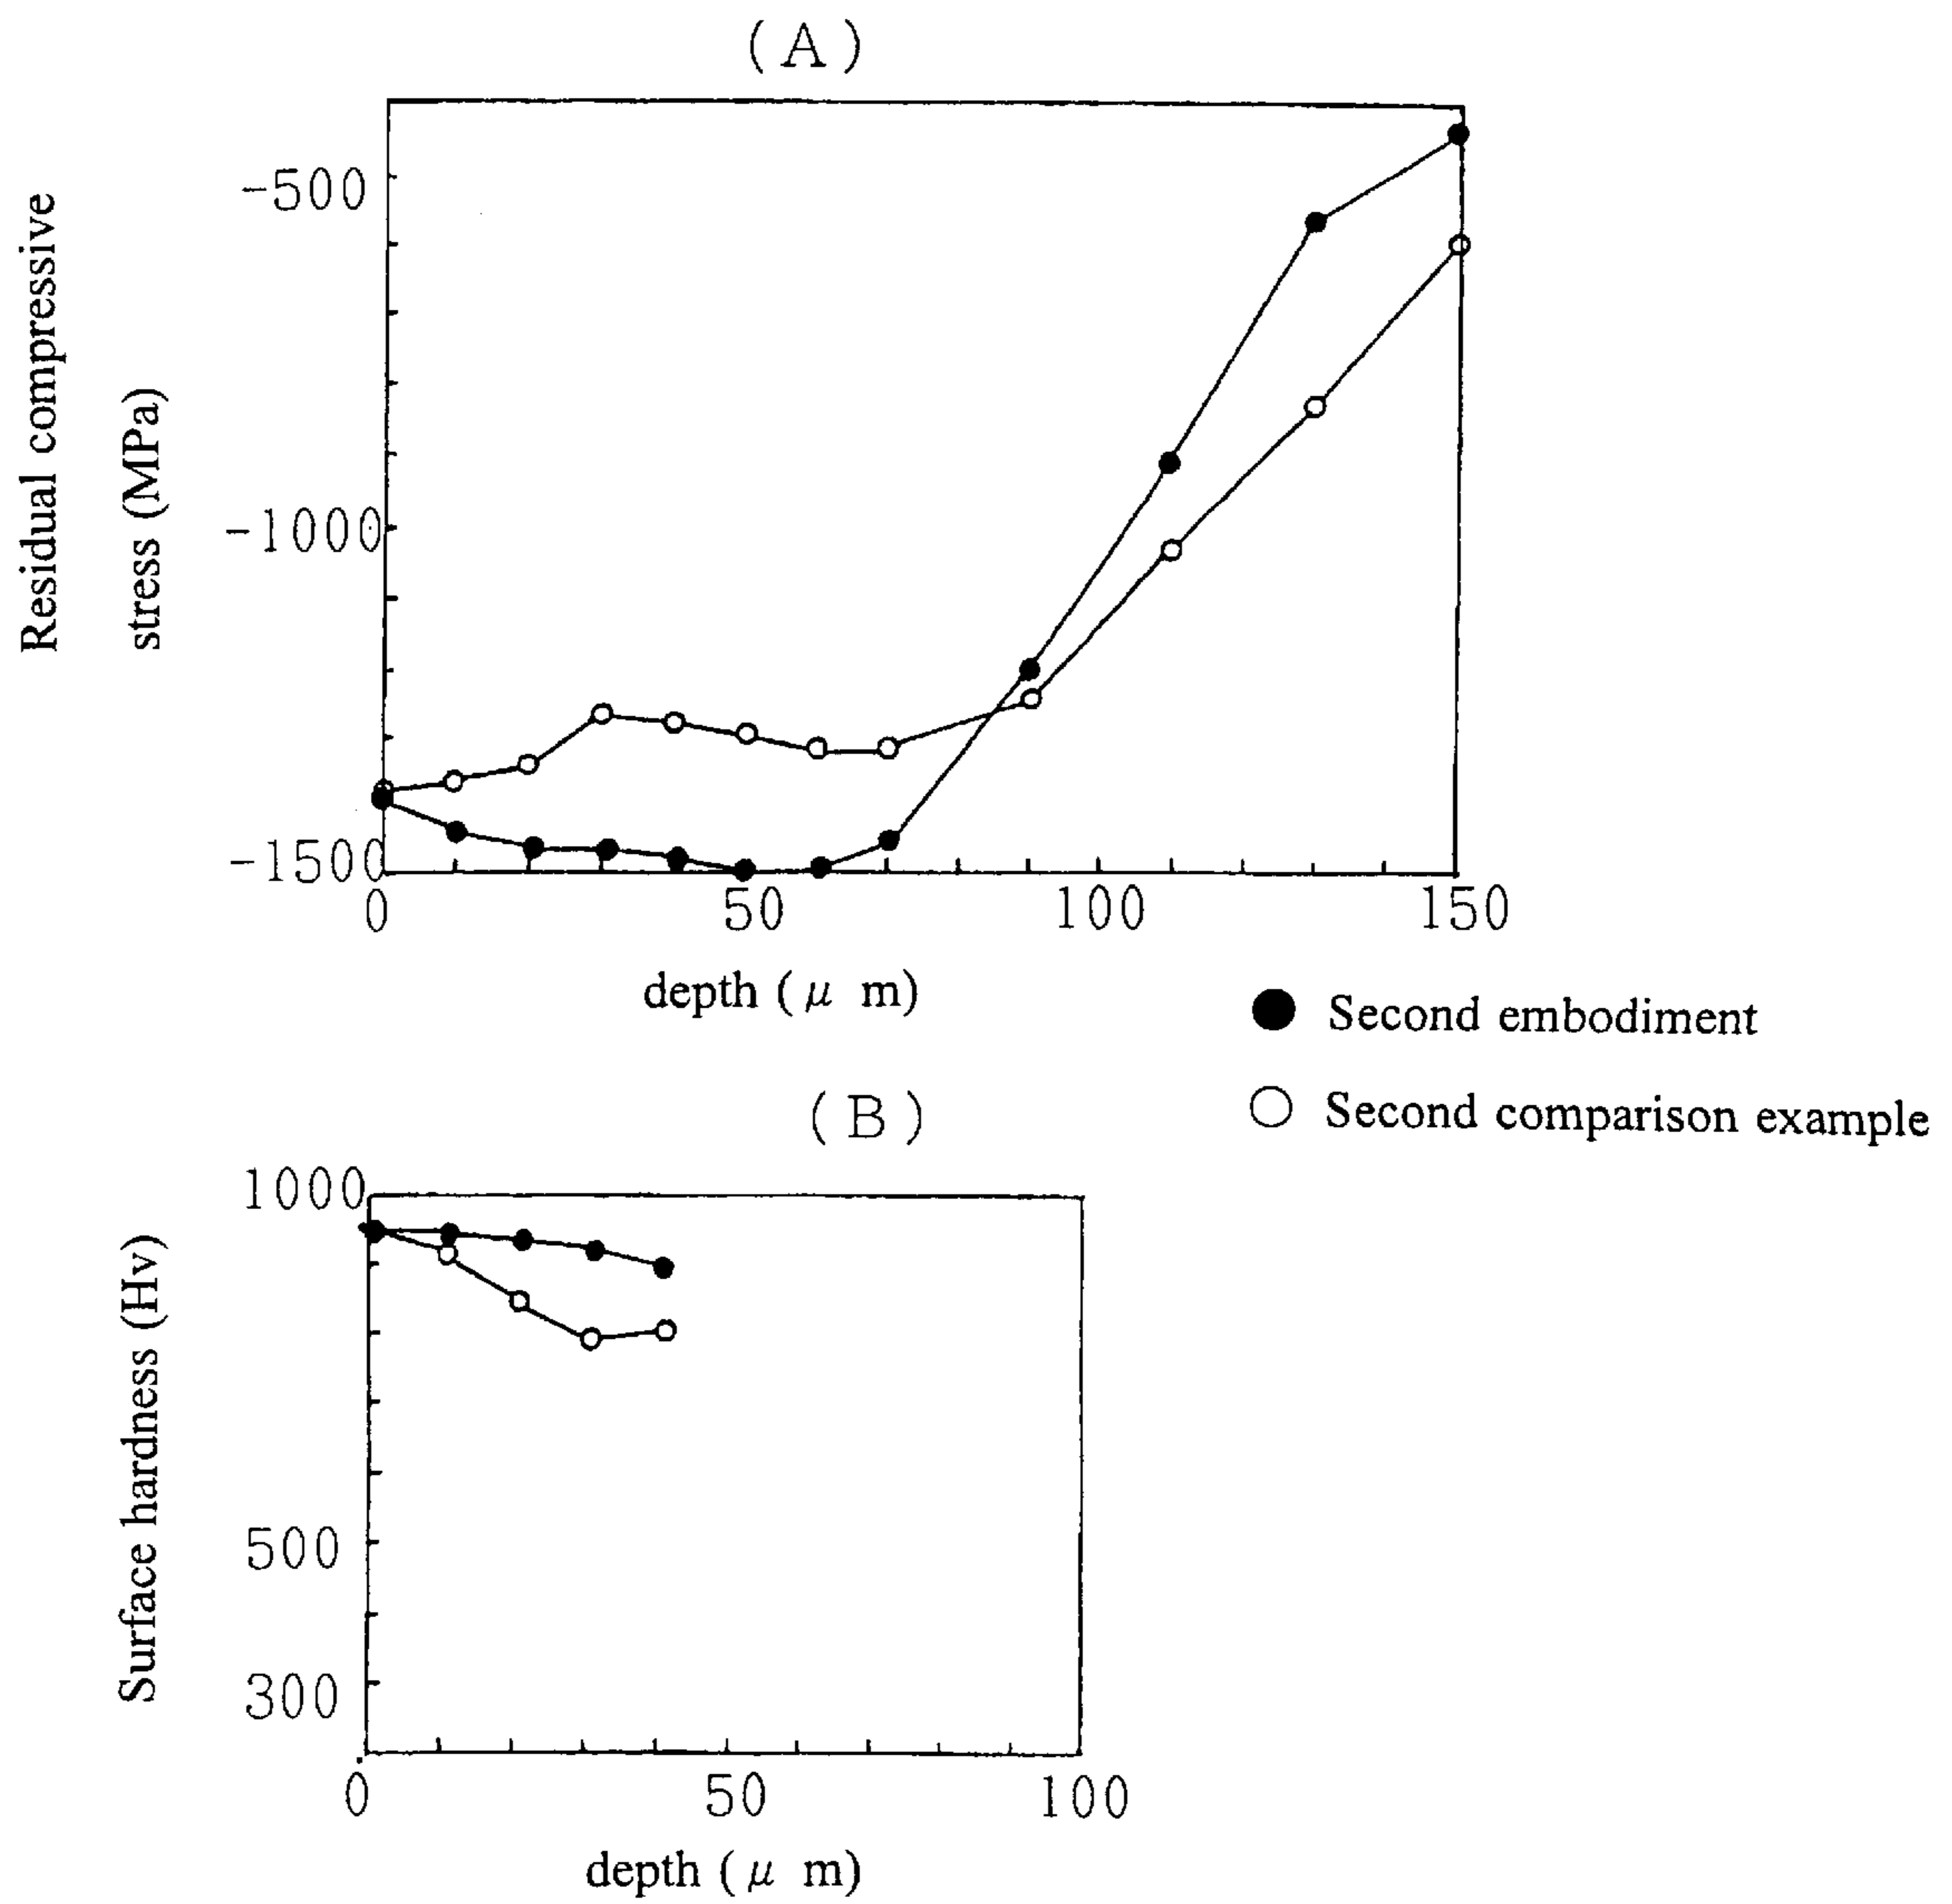 (A)
Residual compressive
stress (MPa)
-500
-1000
-1500
0 50 100 150
depth (μ m)
● Second embodiment
○ Second comparison example
(B)
Surface hardness (Hv)
1000
500
300
0 50 100
depth (μ m)